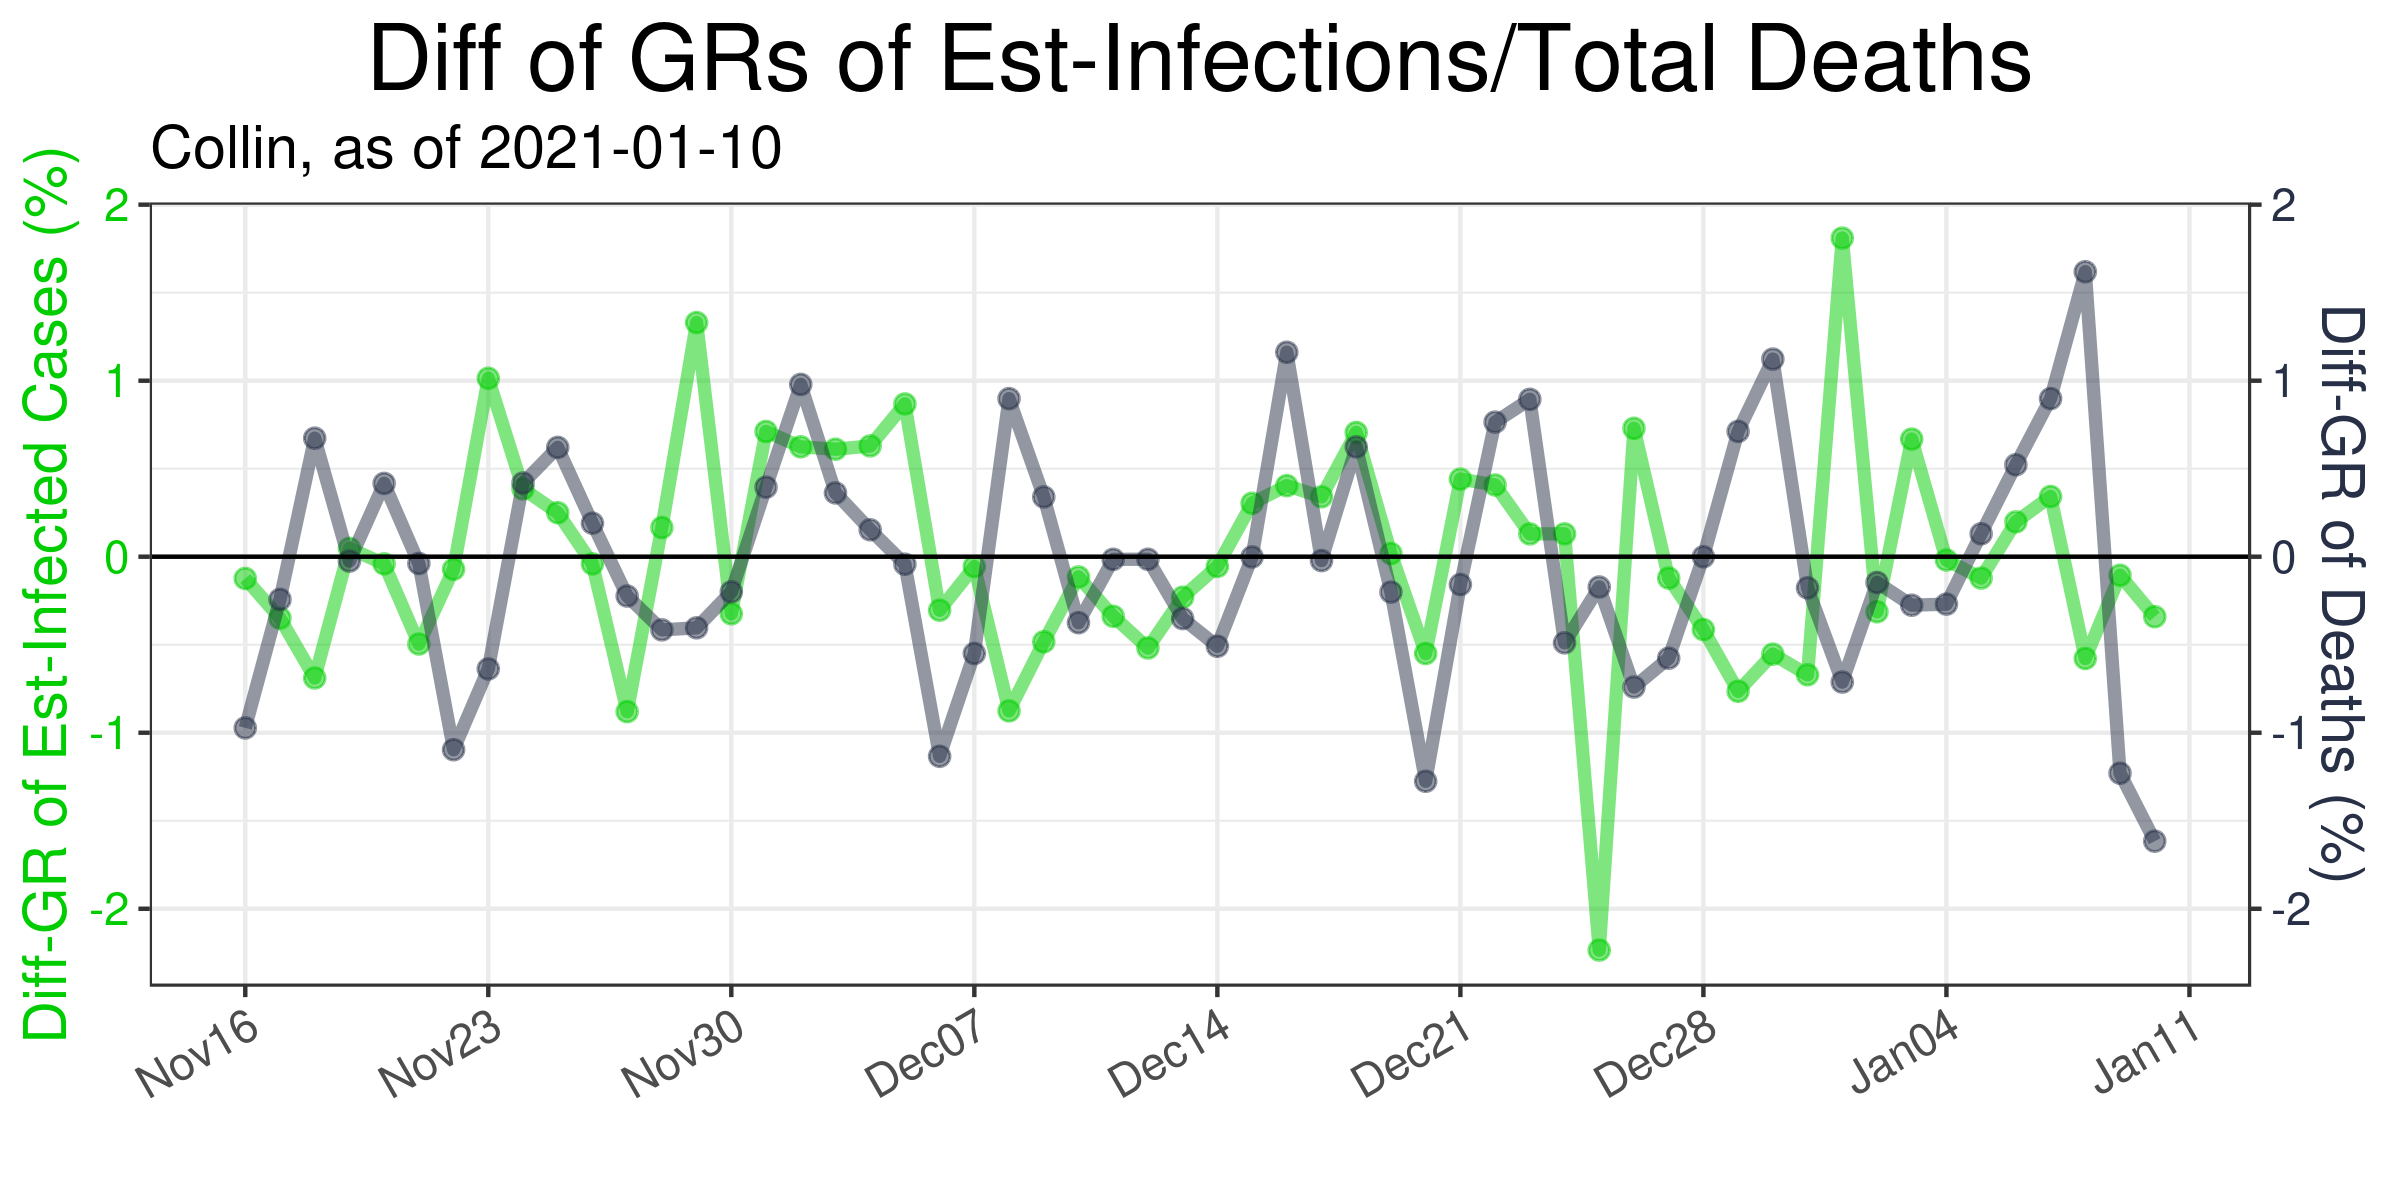 Diff of GRs of Est-Infections/Total Deaths
Collin, as of 2021-01-10
Diff-GR of Est-Infected Cases (%)
2
1
0
-1
-2
2
1
0
-1
-2
Diff-GR of Deaths (%)
Nov16
Nov23
Nov30
Dec07
Dec14
Dec21
Dec28
Jan04
Jan11